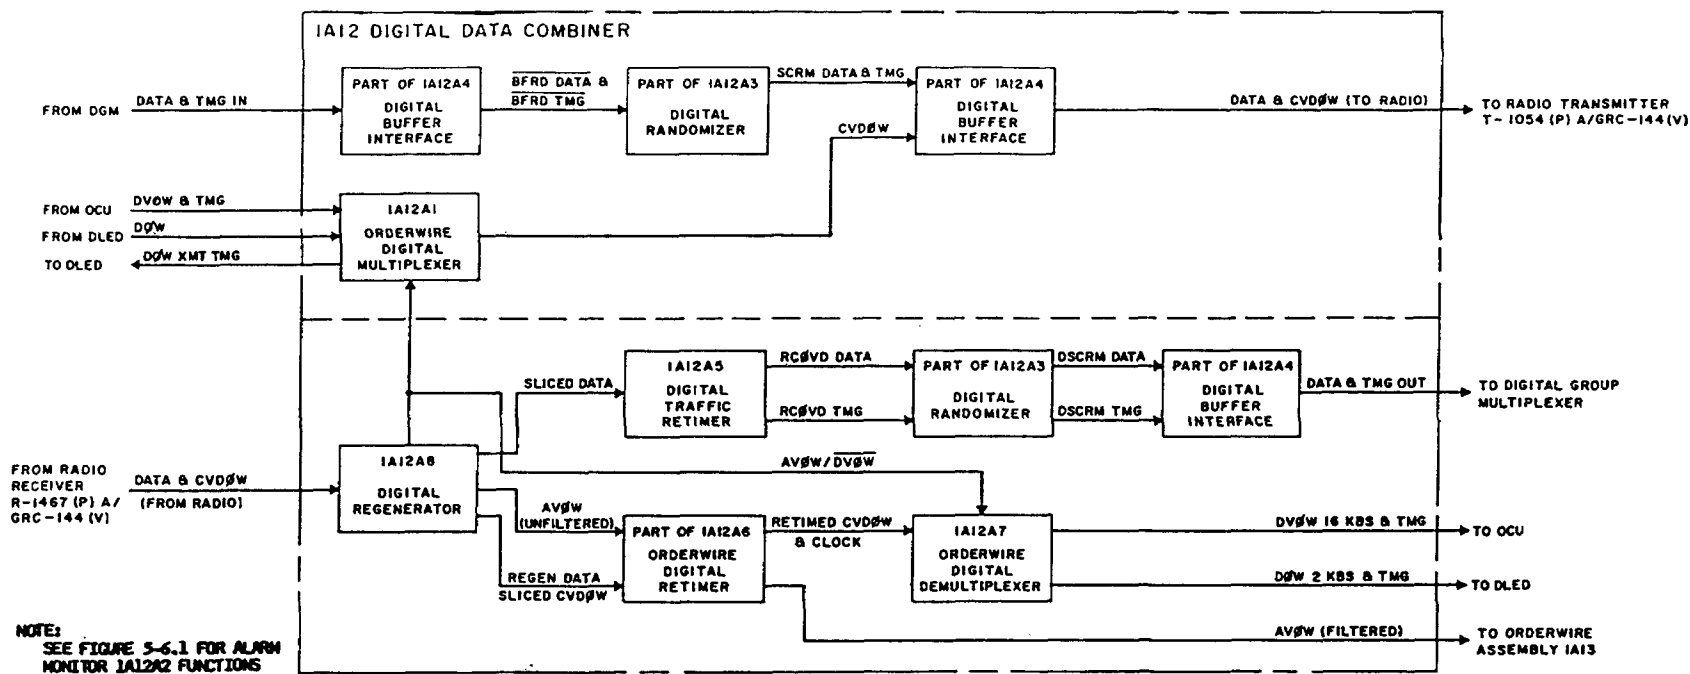 1A12 DIGITAL DATA COMBINER
FROM DGM
DATA & TMG IN
PART OF 1A12A4
DIGITAL
BUFFER
INTERFACE
BFRD DATA &
BFRD TMG
PART OF 1A12A3
DIGITAL
RANDOMIZER
SCRM DATA & TMG
CVDØW
PART OF 1A12A4
DIGITAL
BUFFER
INTERFACE
DATA & CVDØW (TO RADIO)
TO RADIO TRANSMITTER
T-1054 (P) A/GRC-144 (V)
FROM OCU
DVØW & TMG
FROM DLED
DØW
TO DLED
DØW XMT TMG
1A12A1
ORDERWIRE
DIGITAL
MULTIPLEXER
SLICED DATA
1A12A5
DIGITAL
TRAFFIC
RETIMER
RCØVD DATA
RCØVD TMG
PART OF 1A12A3
DIGITAL
RANDOMIZER
DSCRM DATA
DSCRM TMG
PART OF 1A12A4
DIGITAL
BUFFER
INTERFACE
DATA & TMG OUT
TO DIGITAL GROUP
MULTIPLEXER
FROM RADIO
RECEIVER
R-1467 (P) A/
GRC-144 (V)
DATA & CVDØW
(FROM RADIO)
1A12A8
DIGITAL
REGENERATOR
AVØW/DVØW
AVØW
(UNFILTERED)
REGEN DATA
SLICED CVDØW
PART OF 1A12A6
ORDERWIRE
DIGITAL
RETIMER
RETIMED CVDØW
& CLOCK
1A12A7
ORDERWIRE
DIGITAL
DEMULTIPLEXER
DVØW 16 KBS & TMG
TO OCU
DØW 2 KBS & TMG
TO DLED
AVØW (FILTERED)
TO ORDERWIRE
ASSEMBLY 1A13
NOTE:
SEE FIGURE 5-6.1 FOR ALARM
MONITOR 1A12A2 FUNCTIONS